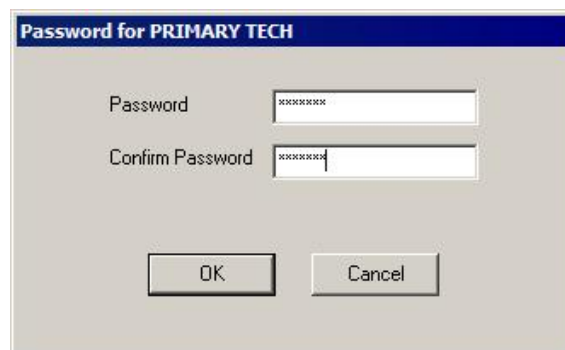 Password for PRIMARY TECH
Password *******
Confirm Password *******
OK Cancel